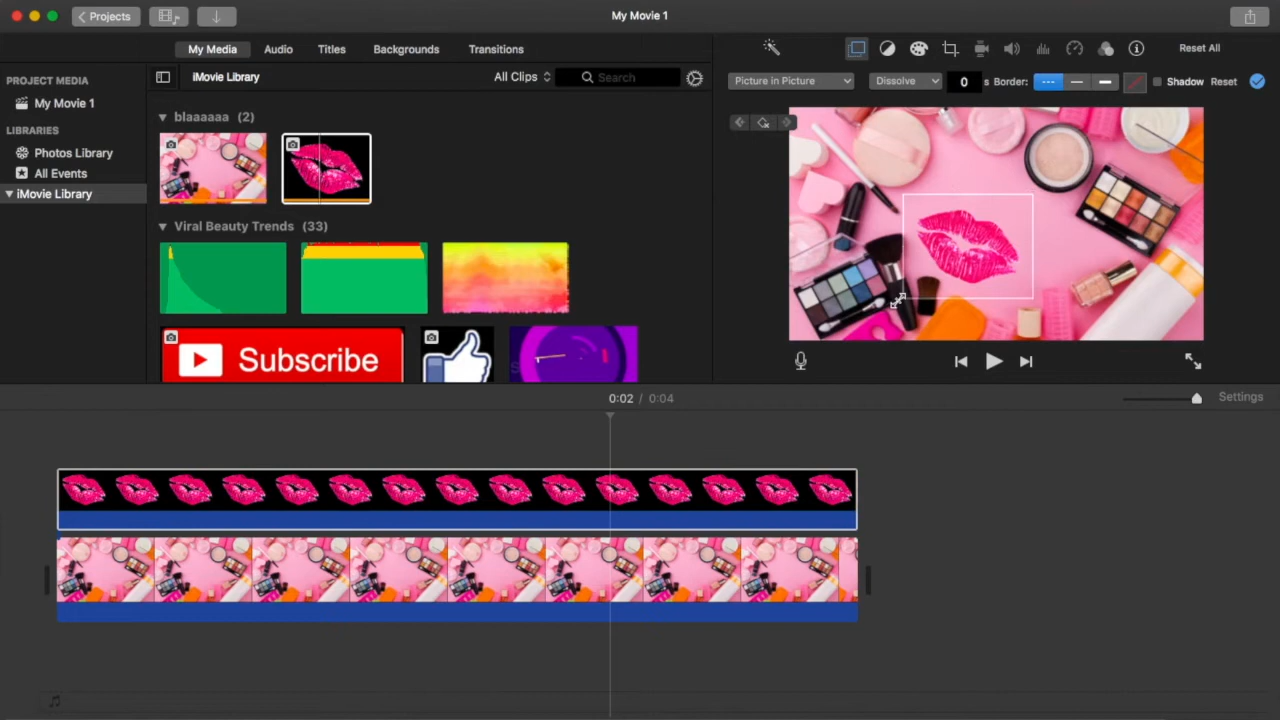 Projects
My Movie 1
My Media Audio Titles Backgrounds Transitions
Reset All
PROJECT MEDIA
My Movie 1
LIBRARIES
Photos Library
All Events
iMovie Library
iMovie Library
All Clips
Search
Picture in Picture
Dissolve
0 s Border:
Shadow
Reset
blaaaaaa (2)
Viral Beauty Trends (33)
Subscribe
0:02 / 0:04
Settings